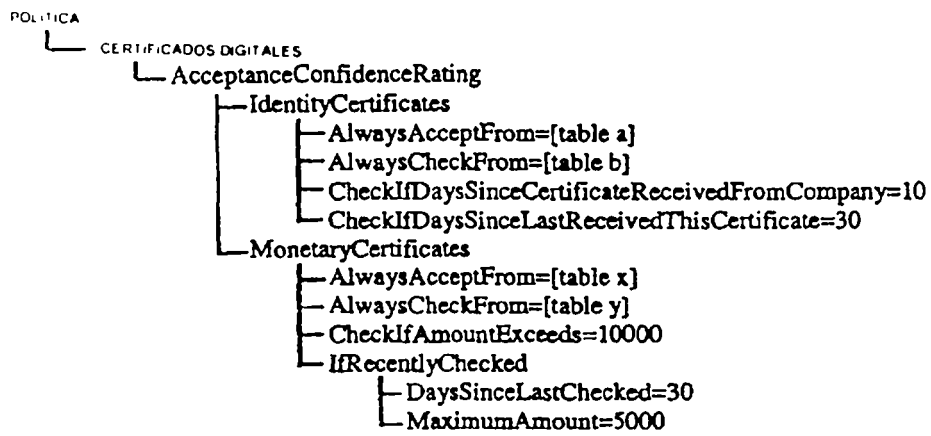 POLITICA
CERTIFICADOS DIGITALES
AcceptanceConfidenceRating
IdentityCertificates
AlwaysAcceptFrom=[table a]
AlwaysCheckFrom=[table b]
CheckIfDaysSinceCertificateReceivedFromCompany=10
CheckIfDaysSinceLastReceivedThisCertificate=30
MonetaryCertificates
AlwaysAcceptFrom=[table x]
AlwaysCheckFrom=[table y]
CheckIfAmountExceeds=10000
IfRecentlyChecked
DaysSinceLastChecked=30
MaximumAmount=5000